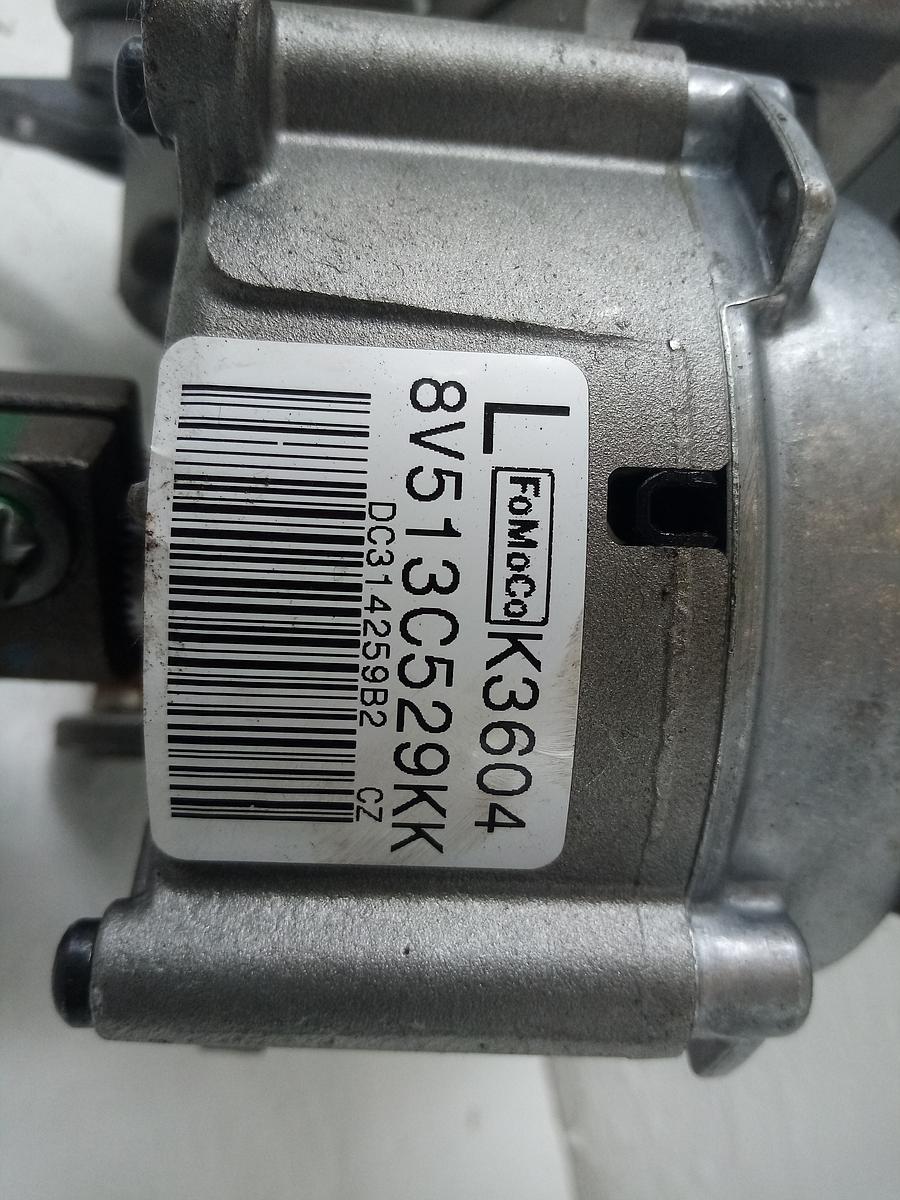 L FoMoCo K3604
8V513C529KK
DC314259B2 CZ